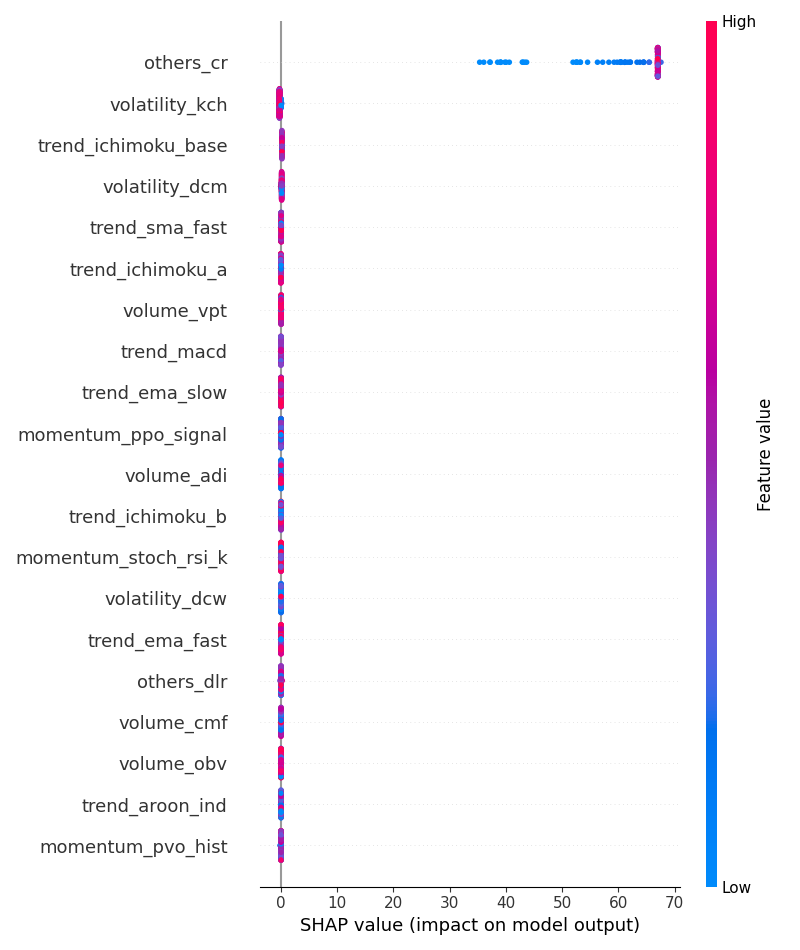 High
others_cr
volatility_kch
trend_ichimoku_base
volatility_dcm
trend_sma_fast
trend_ichimoku_a
volume_vpt
trend_macd
trend_ema_slow
momentum_ppo_signal
volume_adi
trend_ichimoku_b
momentum_stoch_rsi_k
volatility_dcw
trend_ema_fast
others_dlr
volume_cmf
volume_obv
trend_aroon_ind
momentum_pvo_hist
Feature value
Low
0 10 20 30 40 50 60 70
SHAP value (impact on model output)